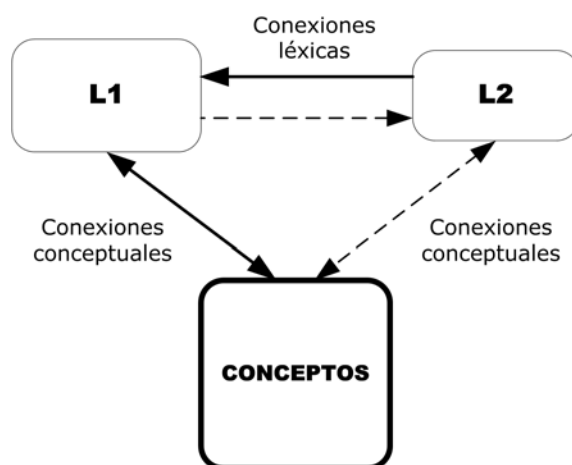 Conexiones
léxicas
L1
L2
Conexiones
conceptuales
Conexiones
conceptuales
CONCEPTOS